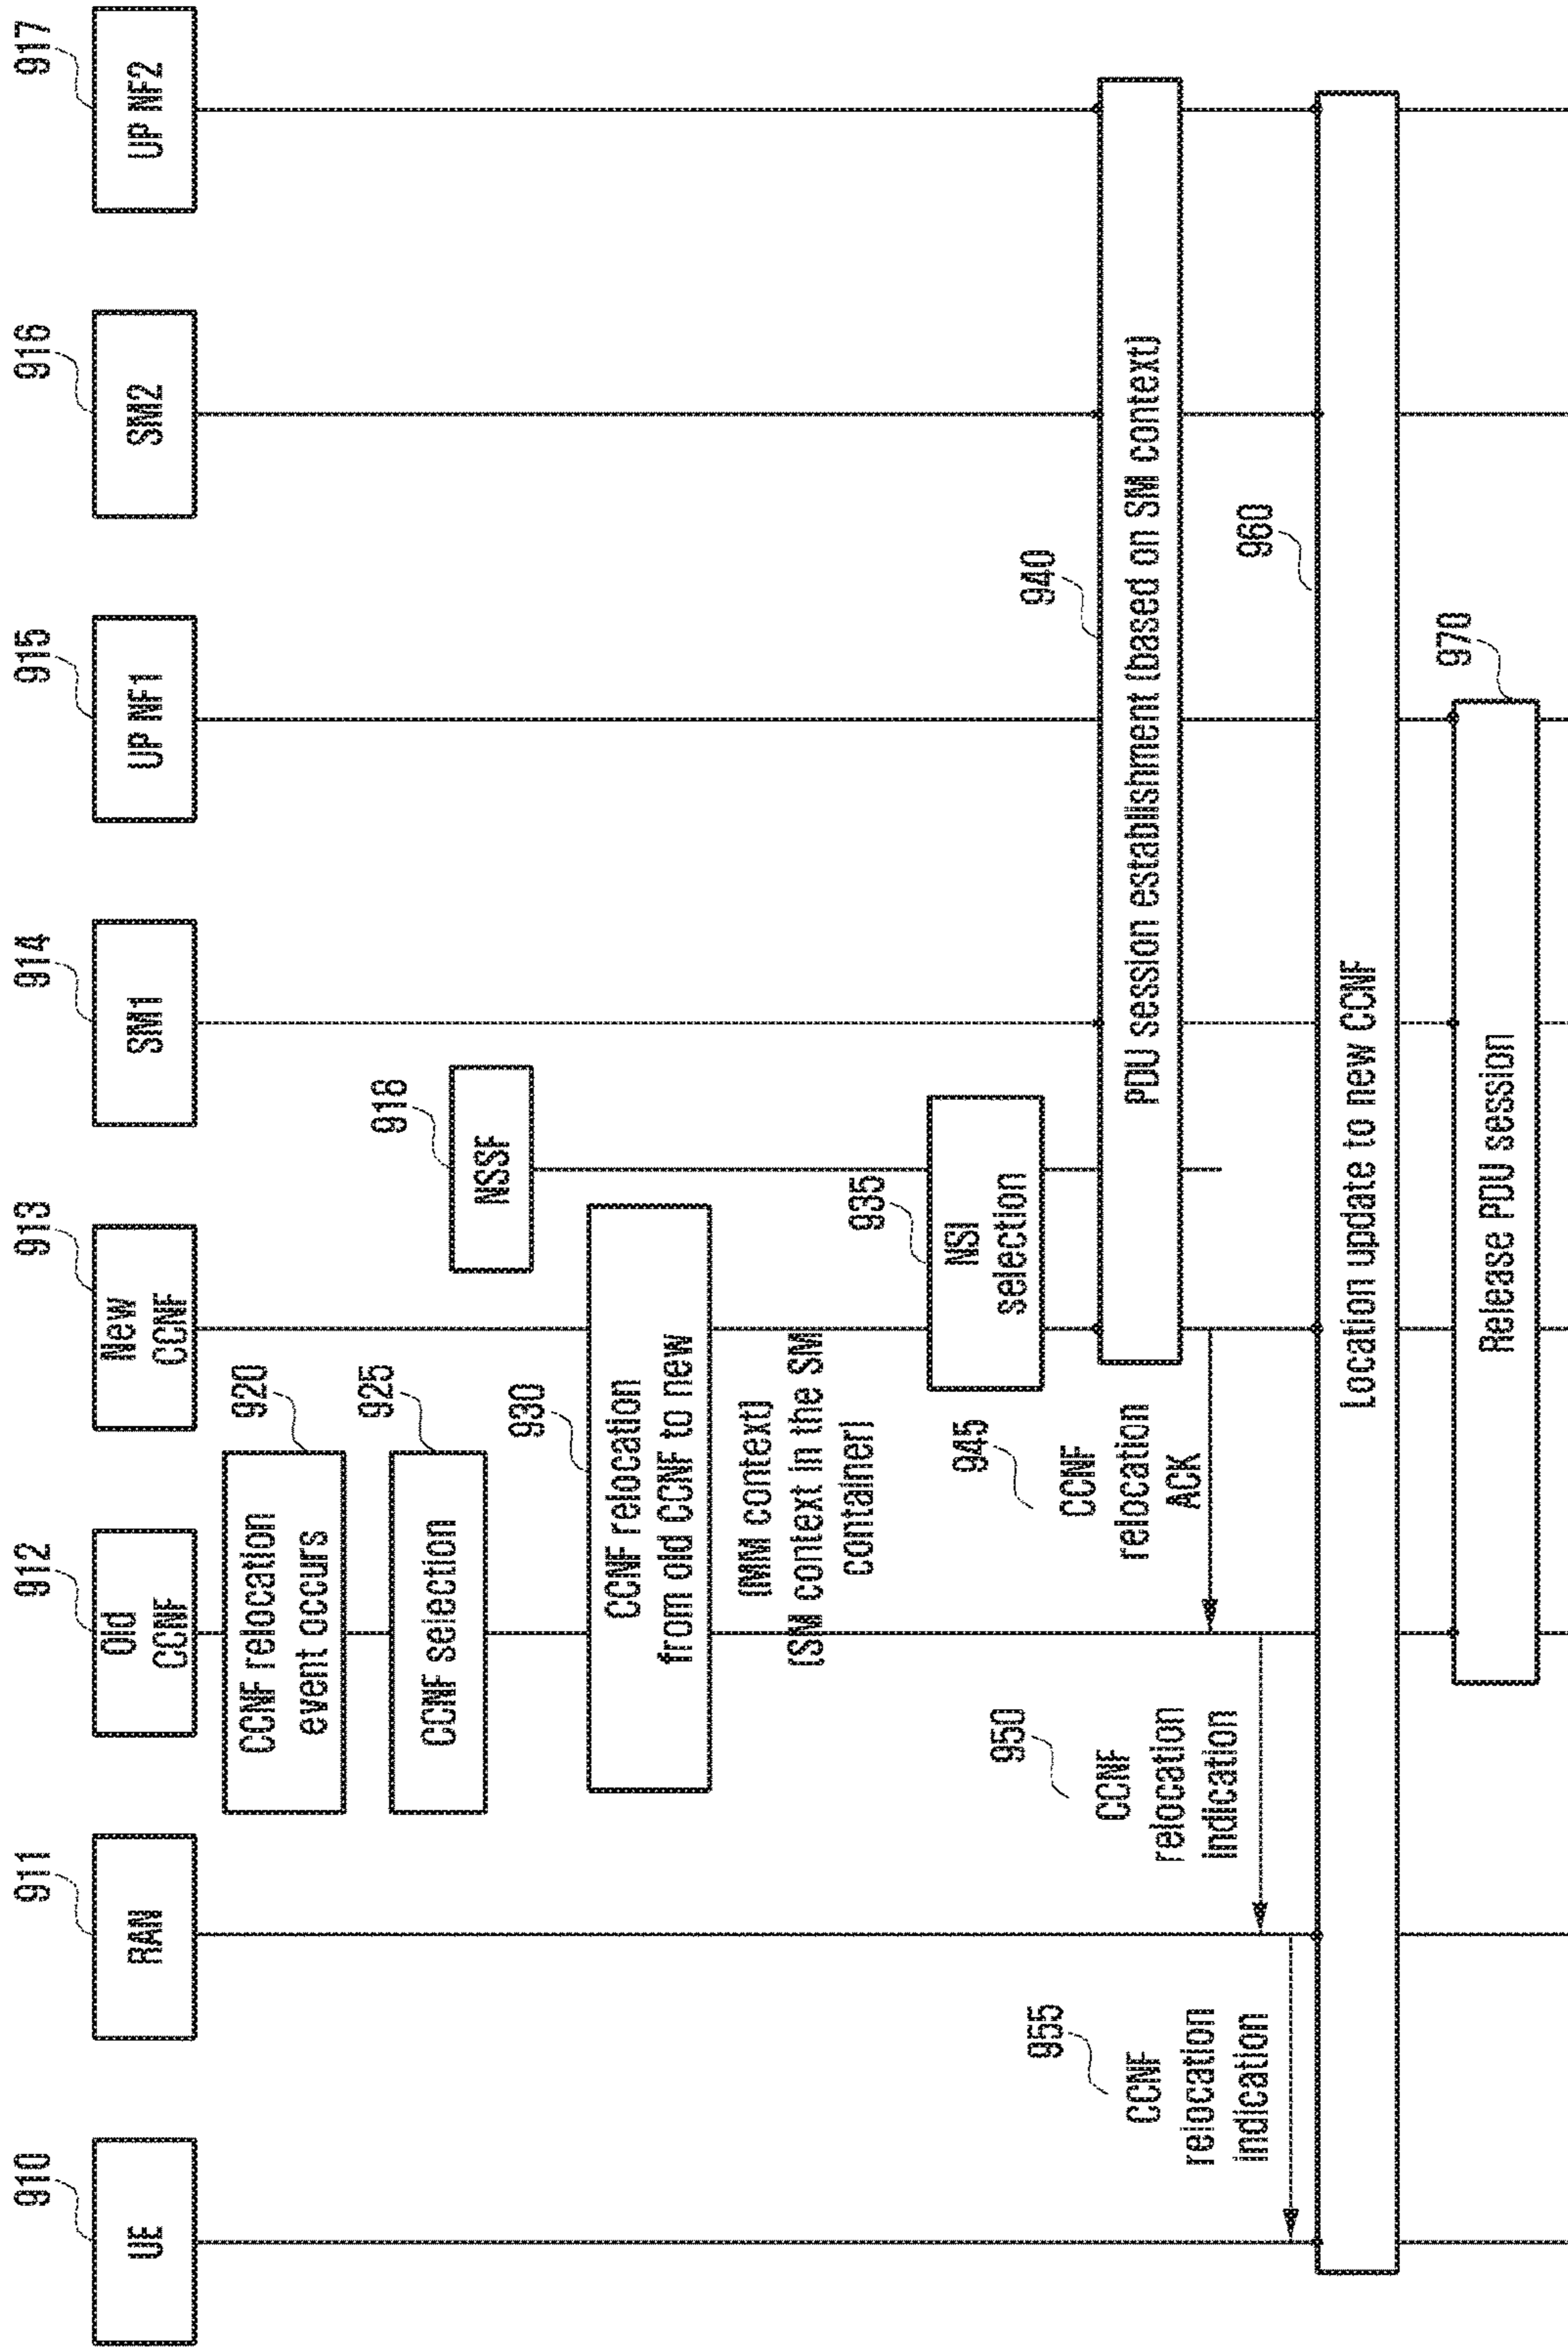 910
UE
911
RAN
912
Old
CCNF
913
New
CCNF
914
SM1
915
UP NF1
916
SM2
917
UP NF2
920
CCNF relocation
event occurs
925
CCNF selection
918
NSSF
930
CCNF relocation
from old CCNF to new
(MM context)
(SM context in the SM
container)
935
NSI
selection
940
PDU session establishment (based on SM context)
945
CCNF
relocation
ACK
950
CCNF
relocation
indication
955
CCNF
relocation
indication
960
Location update to new CCNF
970
Release PDU session